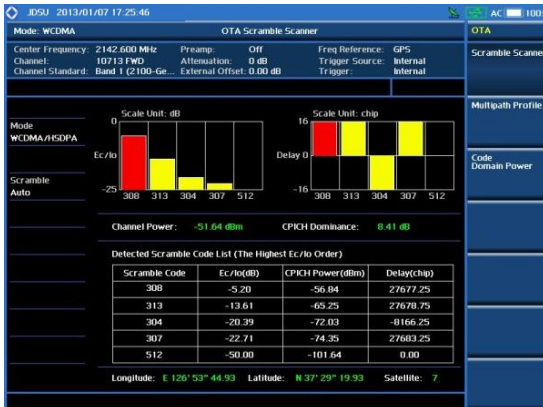 JDSU 2013/01/07 17:25:46
AC 100
Mode: WCDMA
OTA Scramble Scanner
OTA
Center Frequency: 2142.600 MHz Preamp: Off Freq Reference: GPS
Channel: 10713 FWD Attenuation: 0 dB Trigger Source: Internal
Channel Standard: Band 1 (2100-Ge... External Offset: 0.00 dB Trigger: Internal
Scramble Scanne
Multipath Profile
Code
Domain Power
Mode
WCDMA/HSDPA
Scramble
Auto
Scale Unit: dB
0
Ec/Io
-25
308 313 304 307 512
Scale Unit: chip
16
Delay 0
-16
308 313 304 307 512
Channel Power: -51.64 dBm CPICH Dominance: 8.41 dB
Detected Scramble Code List (The Highest Ec/Io Order)
Scramble Code Ec/Io(dB) CPICH Power(dBm) Delay(chip)
308 -5.20 -56.84 27677.25
313 -13.61 -65.25 27678.75
304 -20.39 -72.03 -8166.25
307 -22.71 -74.35 27683.25
512 -50.00 -101.64 0.00
Longitude: E 126' 53" 44.93 Latitude: N 37' 29" 19.93 Satellite: 7